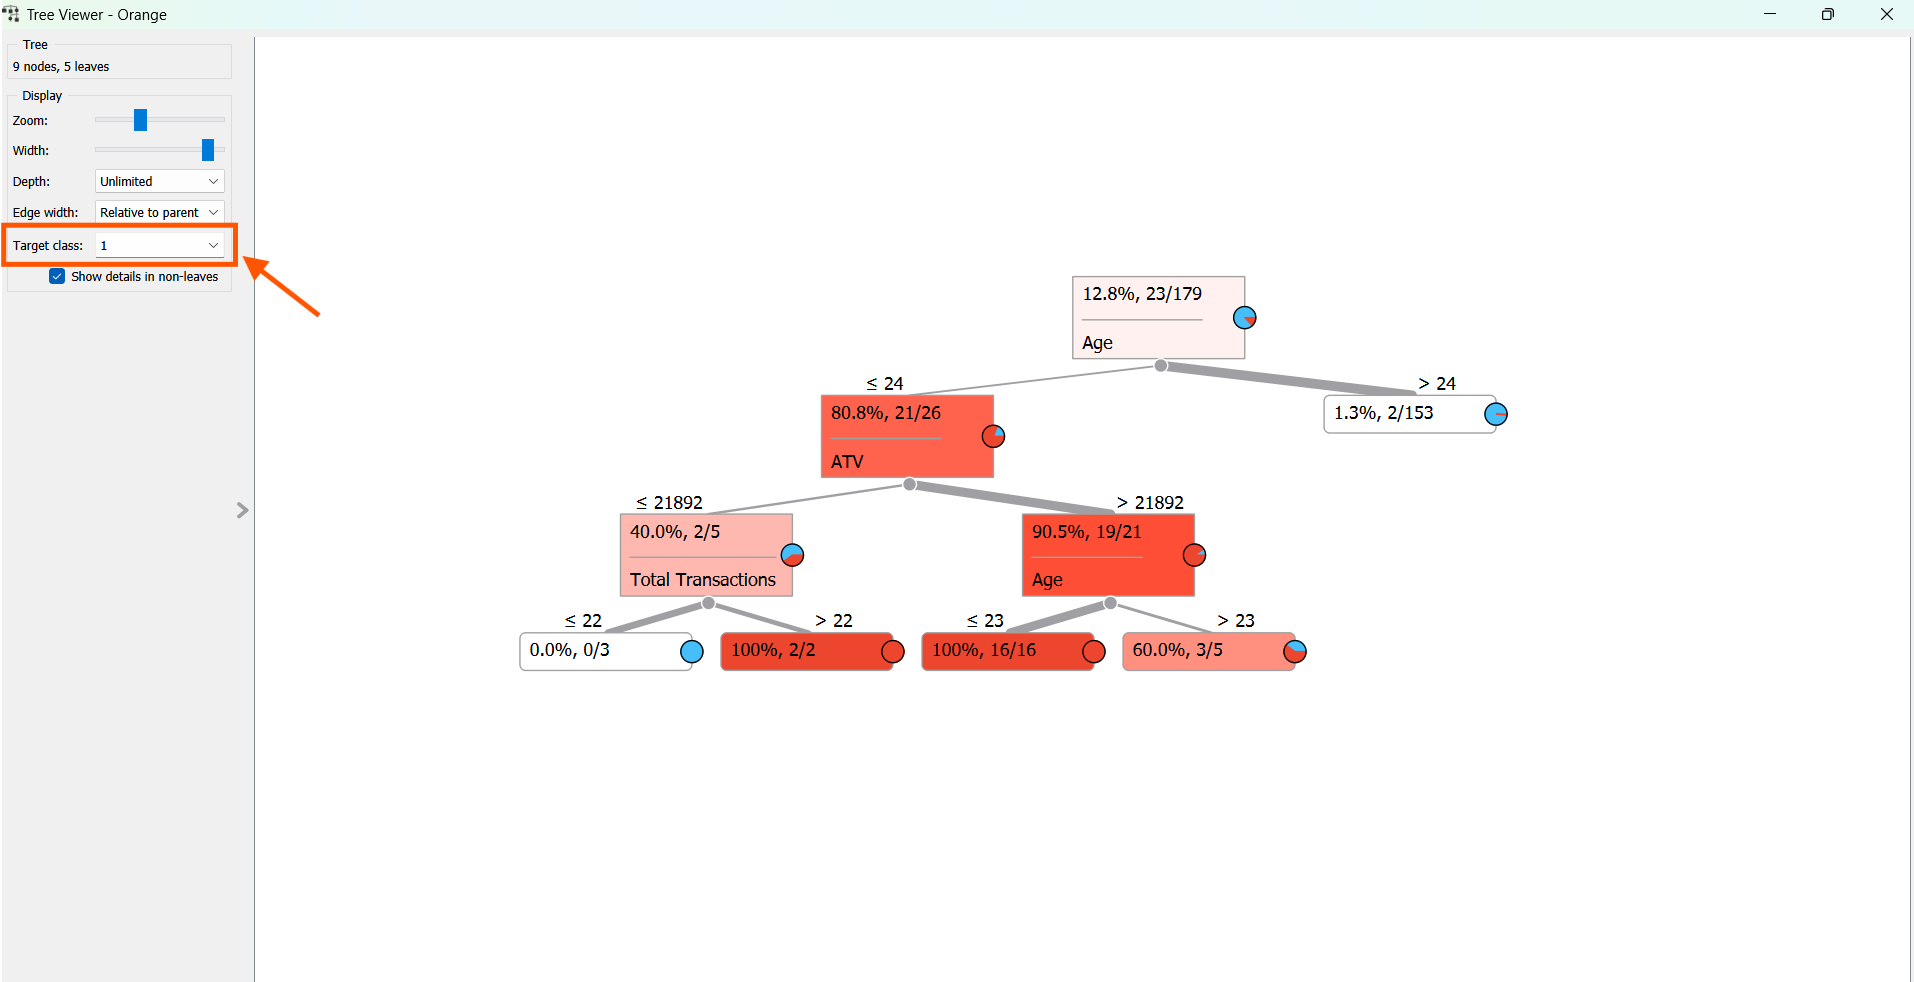 Tree Viewer - Orange
Tree
9 nodes, 5 leaves
Display
Zoom:
Width:
Depth: Unlimited
Edge width: Relative to parent
Target class: 1
Show details in non-leaves
12.8%, 23/179
Age
≤ 24
> 24
80.8%, 21/26
ATV
1.3%, 2/153
≤ 21892
> 21892
40.0%, 2/5
Total Transactions
90.5%, 19/21
Age
≤ 22
> 22
≤ 23
> 23
0.0%, 0/3
100%, 2/2
100%, 16/16
60.0%, 3/5